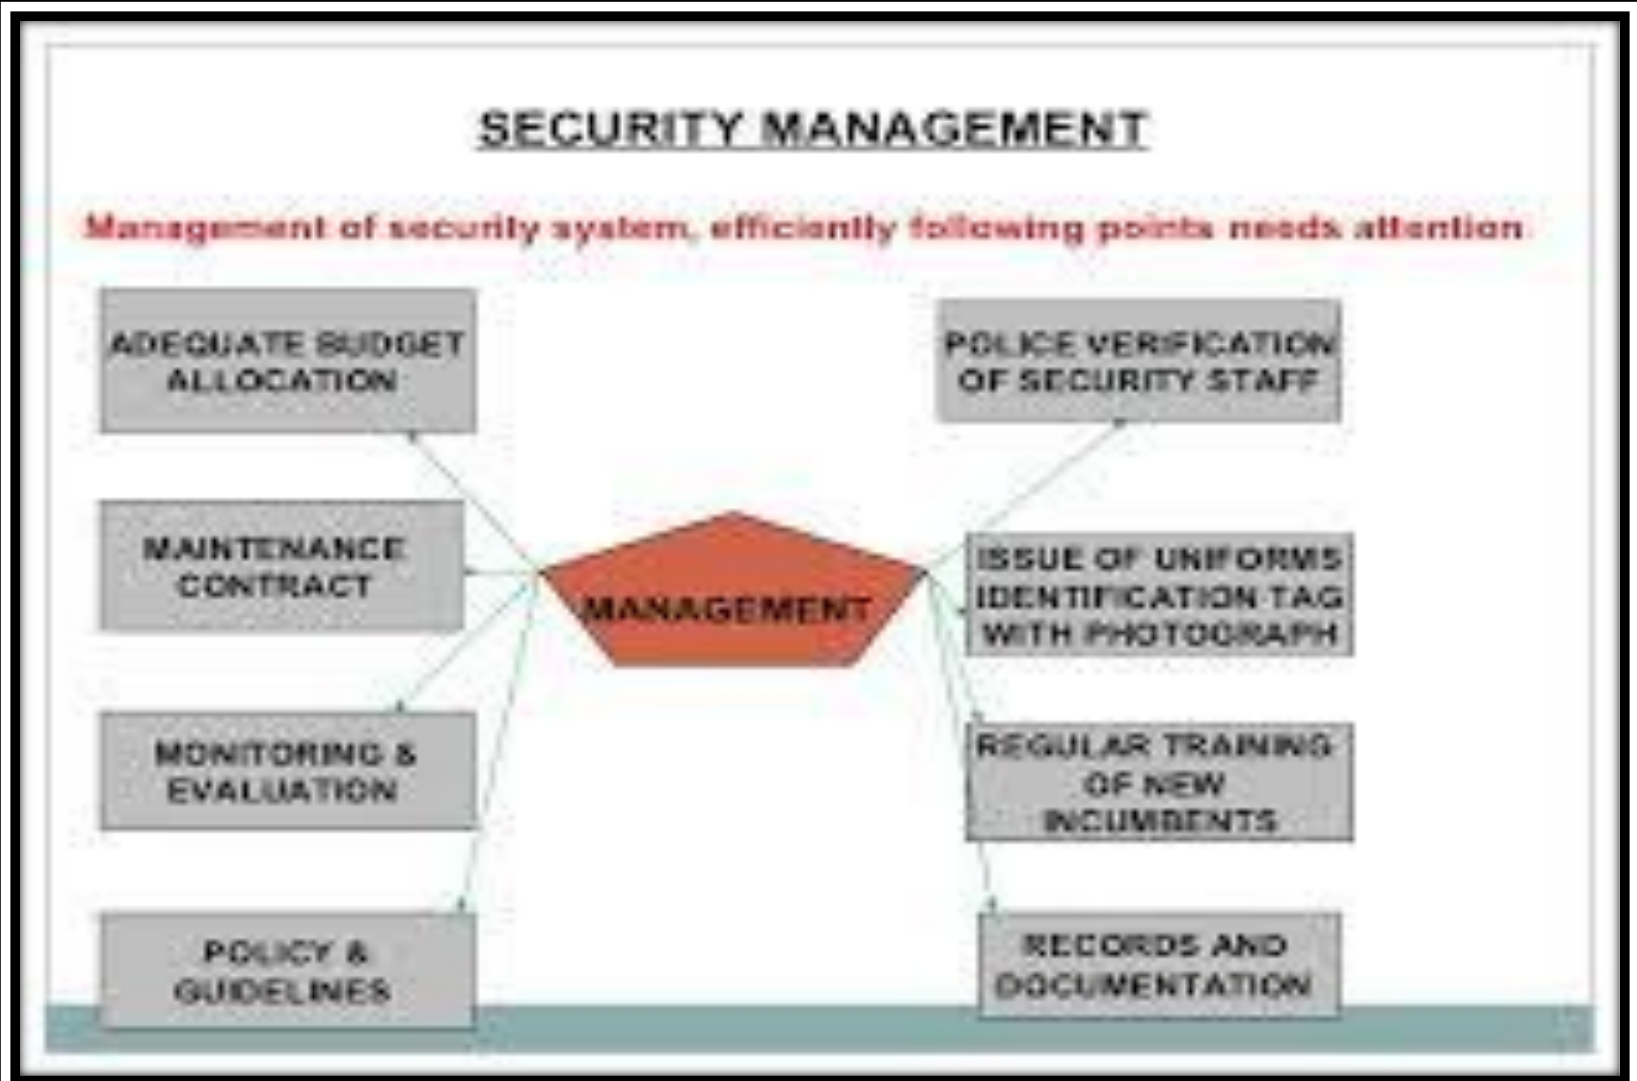 SECURITY MANAGEMENT
Management of security system, efficiently following points needs attention.
ADEQUATE BUDGET
ALLOCATION
MAINTENANCE
CONTRACT
MONITORING &
EVALUATION
POLICY &
GUIDELINES
MANAGEMENT
POLICE VERIFICATION
OF SECURITY STAFF
ISSUE OF UNIFORMS
IDENTIFICATION TAG
WITH PHOTOGRAPH
REGULAR TRAINING
OF NEW
INCUMBENTS
RECORDS AND
DOCUMENTATION